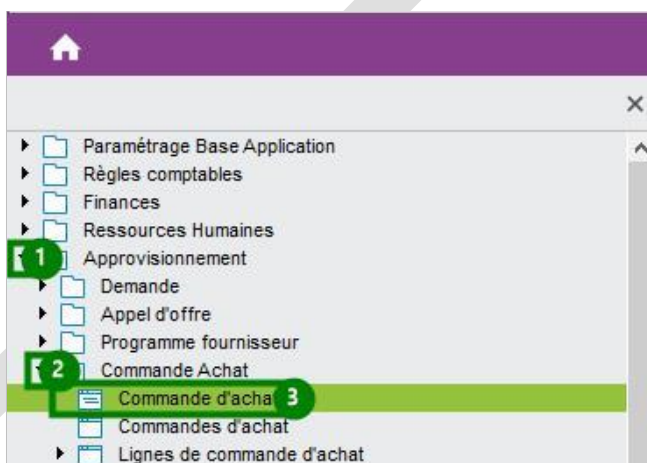 Paramétrage Base Application
Règles comptables
Finances
Ressources Humaines
1 Approvisionnement
Demande
Appel d'offre
Programme fournisseur
2 Commande Achat
Commande d'achat 3
Commandes d'achat
Lignes de commande d'achat